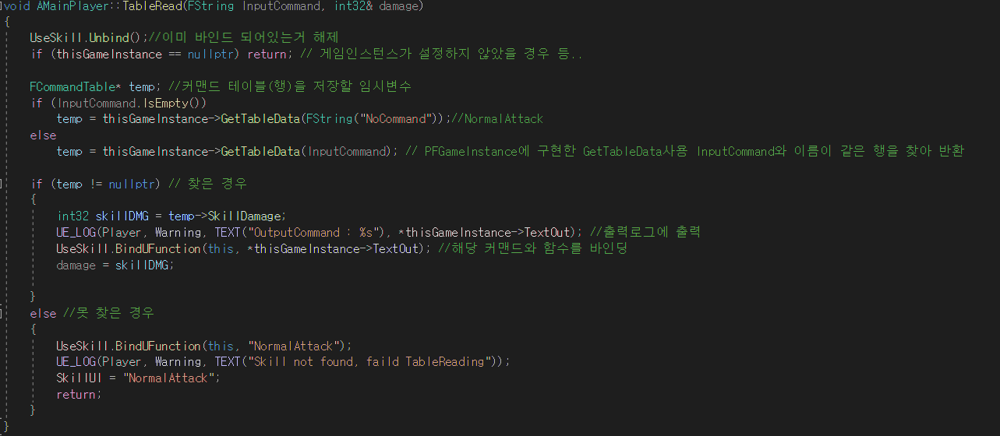 void AMainPlayer::TableRead(FString InputCommand, int32& damage)
{
UseSkill.Unbind();//이미 바인드 되어있는거 해제
if (thisGameInstance == nullptr) return; // 게임인스턴스가 설정하지 않았을 경우 등..
FCommandTable* temp; //커맨드 테이블(행)을 저장할 임시변수
if (InputCommand.IsEmpty())
temp = thisGameInstance->GetTableData(FString("NoCommand"));//NormalAttack
else
temp = thisGameInstance->GetTableData(InputCommand); // PFGameInstance에 구현한 GetTableData사용 InputCommand와 이름이 같은 행을 찾아 반환
if (temp != nullptr) // 찾은 경우
{
int32 skillDMG = temp->SkillDamage;
UE_LOG(Player, Warning, TEXT("OutputCommand : %s"), *thisGameInstance->TextOut); //출력로그에 출력
UseSkill.BindUFunction(this, *thisGameInstance->TextOut); //해당 커맨드와 함수를 바인딩
damage = skillDMG;
}
else //못 찾은 경우
{
UseSkill.BindUFunction(this, "NormalAttack");
UE_LOG(Player, Warning, TEXT("Skill not found, faild TableReading"));
SkillUI = "NormalAttack";
return;
}
}